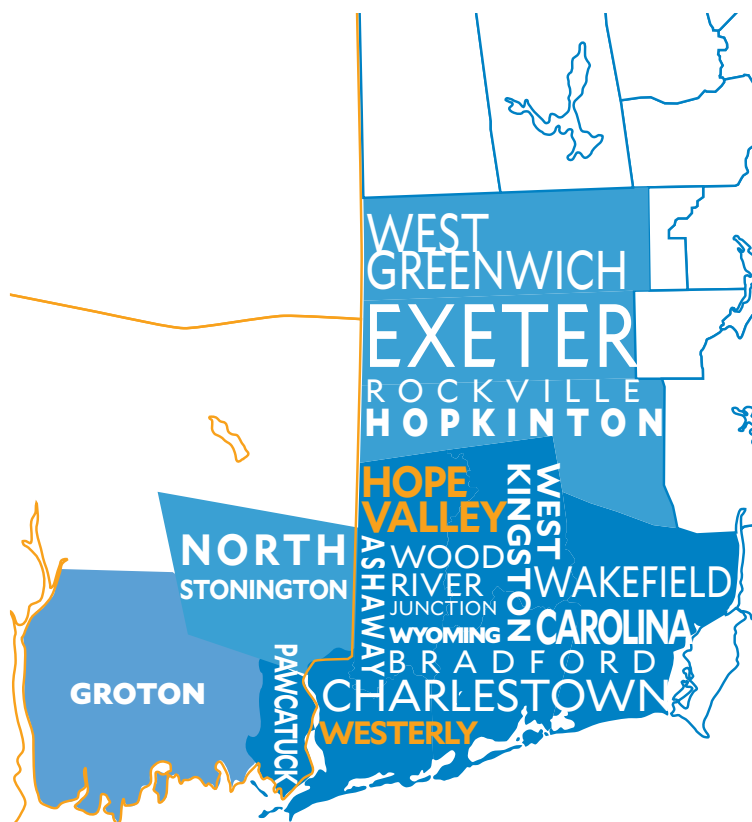 WEST
GREENWICH
EXETER
ROCKVILLE
HOPKINTON
HOPE
VALLEY
WEST
KINGSTON
NORTH
STONINGTON
ASHAWAY
WOOD
RIVER
JUNCTION
WYOMING
WAKEFIELD
CAROLINA
BRADFORD
PAWCATUCK
GROTON
CHARLESTOWN
WESTERLY